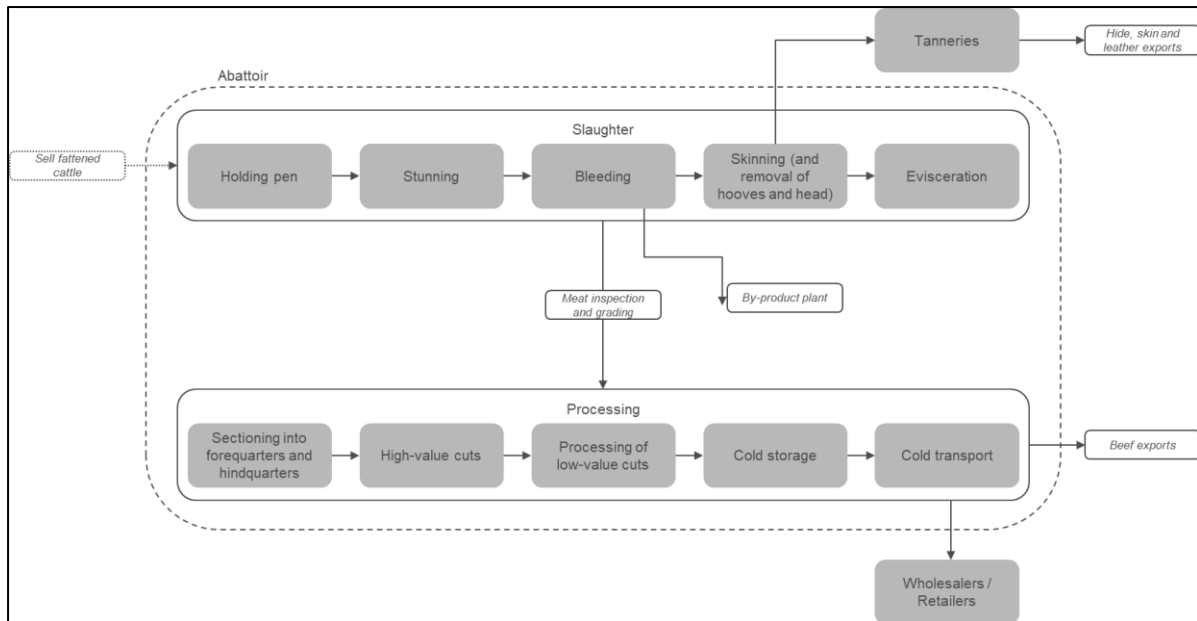 Tanneries
Hide, skin and
leather exports
Abattoir
Slaughter
Sell fattened
cattle
Holding pen
Stunning
Bleeding
Skinning (and
removal of
hooves and head)
Evisceration
Meat inspection
and grading
By-product plant
Processing
Sectioning into
forequarters and
hindquarters
High-value cuts
Processing of
low-value cuts
Cold storage
Cold transport
Beef exports
Wholesalers /
Retailers